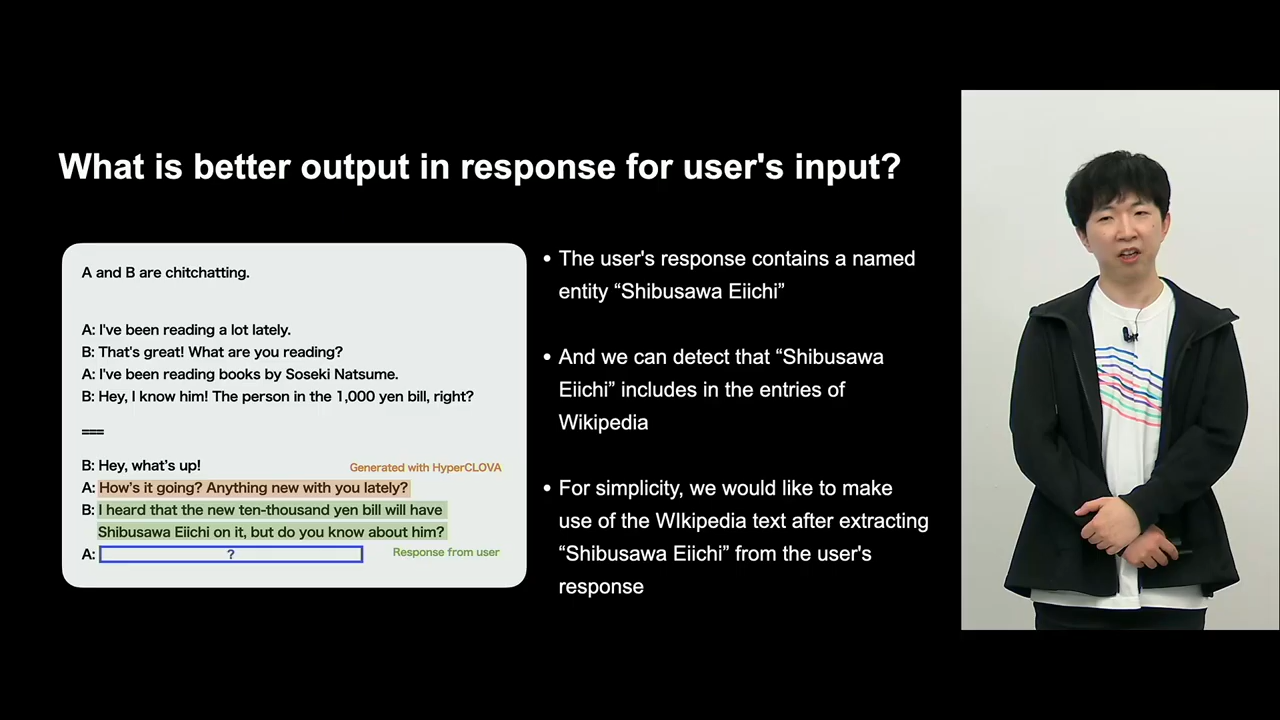 What is better output in response for user's input?
A and B are chitchatting.
A: I've been reading a lot lately.
B: That's great! What are you reading?
A: I've been reading books by Soseki Natsume.
B: Hey, I know him! The person in the 1,000 yen bill, right?
===
B: Hey, what's up!
Generated with HyperCLOVA
A: How's it going? Anything new with you lately?
B: I heard that the new ten-thousand yen bill will have
Shibusawa Eiichi on it, but do you know about him?
A: ?
Response from user
• The user's response contains a named
entity “Shibusawa Eiichi”
• And we can detect that “Shibusawa
Eiichi” includes in the entries of
Wikipedia
• For simplicity, we would like to make
use of the WIkipedia text after extracting
“Shibusawa Eiichi” from the user's
response